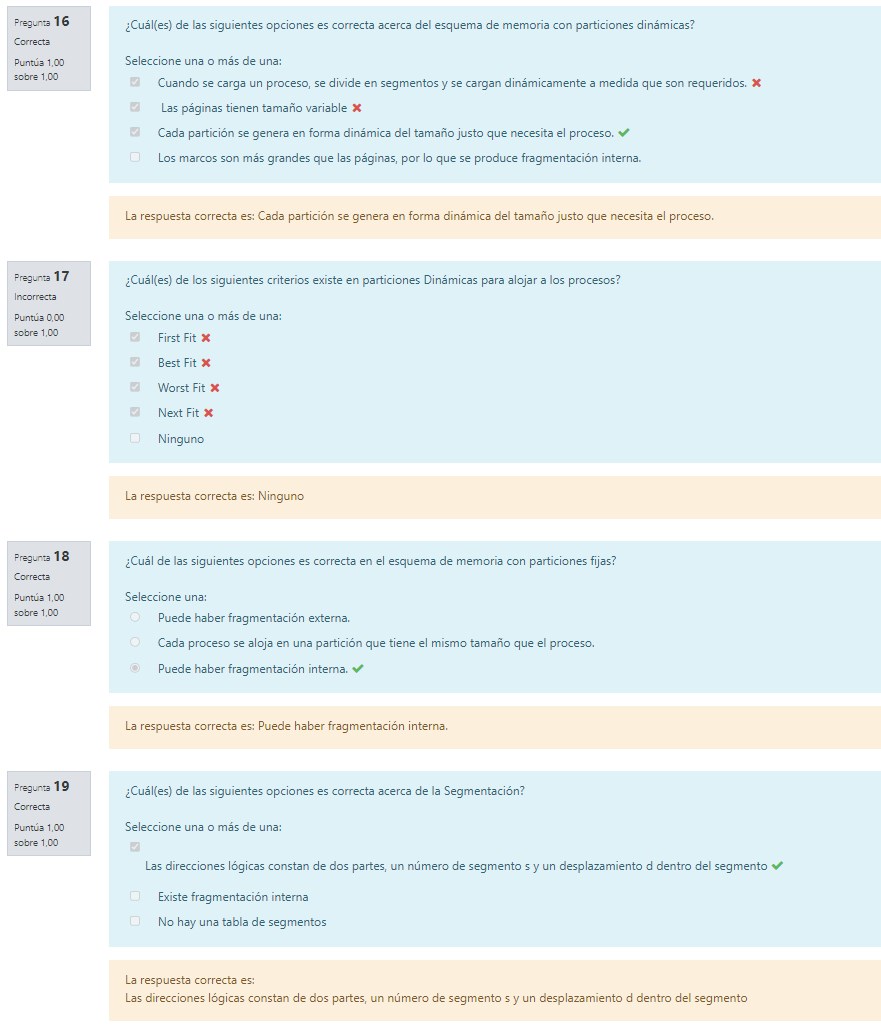 Pregunta 16
Correcta
Puntúa 1,00
sobre 1,00
¿Cuál(es) de las siguientes opciones es correcta acerca del esquema de memoria con particiones dinámicas?
Seleccione una o más de una:
Cuando se carga un proceso, se divide en segmentos y se cargan dinámicamente a medida que son requeridos.
Las páginas tienen tamaño variable
Cada partición se genera en forma dinámica del tamaño justo que necesita el proceso.
Los marcos son más grandes que las páginas, por lo que se produce fragmentación interna.
La respuesta correcta es: Cada partición se genera en forma dinámica del tamaño justo que necesita el proceso.
Pregunta 17
Incorrecta
Puntúa 0,00
sobre 1,00
¿Cuál(es) de los siguientes criterios existe en particiones Dinámicas para alojar a los procesos?
Seleccione una o más de una:
First Fit
Best Fit
Worst Fit
Next Fit
Ninguno
La respuesta correcta es: Ninguno
Pregunta 18
Correcta
Puntúa 1,00
sobre 1,00
¿Cuál de las siguientes opciones es correcta en el esquema de memoria con particiones fijas?
Seleccione una:
Puede haber fragmentación externa.
Cada proceso se aloja en una partición que tiene el mismo tamaño que el proceso.
Puede haber fragmentación interna.
La respuesta correcta es: Puede haber fragmentación interna.
Pregunta 19
Correcta
Puntúa 1,00
sobre 1,00
¿Cuál(es) de las siguientes opciones es correcta acerca de la Segmentación?
Seleccione una o más de una:
Las direcciones lógicas constan de dos partes, un número de segmento s y un desplazamiento d dentro del segmento
Existe fragmentación interna
No hay una tabla de segmentos
La respuesta correcta es:
Las direcciones lógicas constan de dos partes, un número de segmento s y un desplazamiento d dentro del segmento